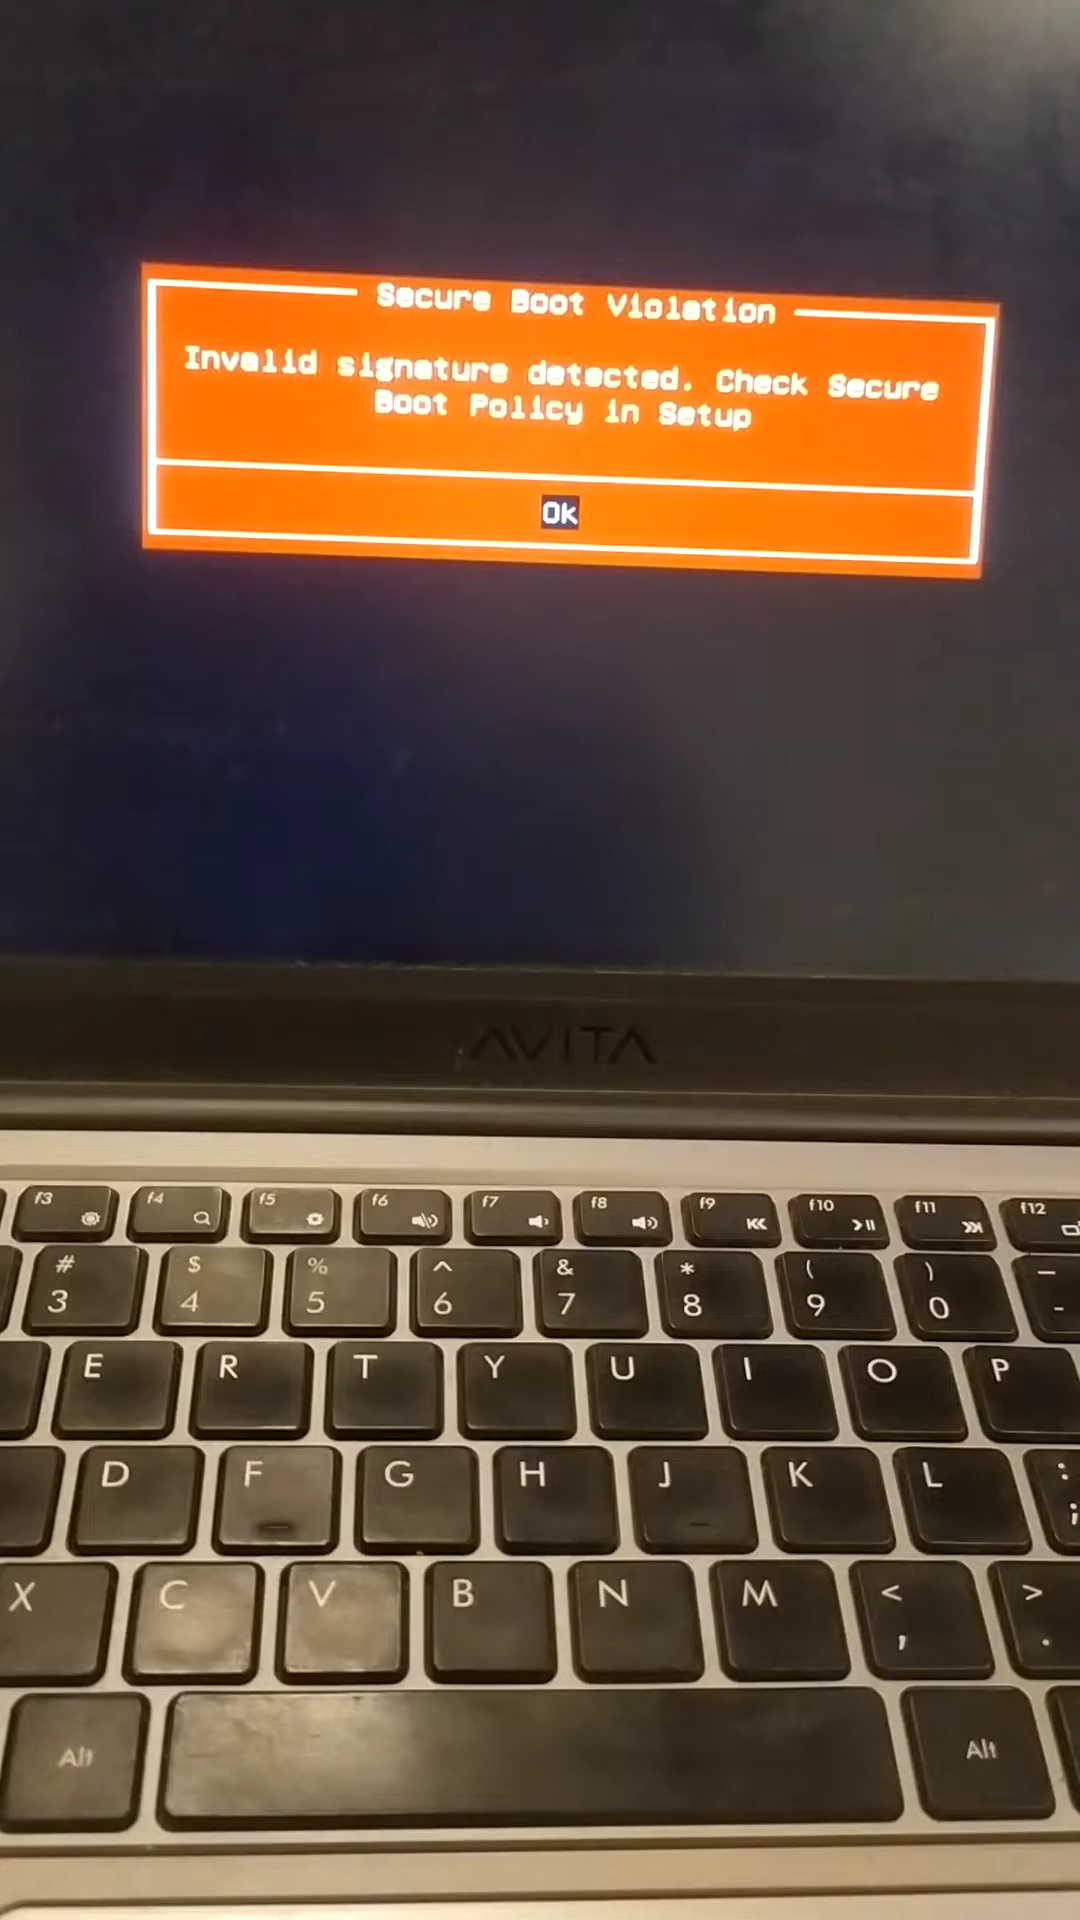 Secure Boot Violation
Invalid signature detected. Check Secure
Boot Policy in Setup
Ok
AVITA
f3 f4 f5 f6 f7 f8 f9 f10 f11 f12
# $ % ^ & * ( ) —
3 4 5 6 7 8 9 0 -
E R T Y U I O P
D F G H J K L :
;
X C V B N M < >
, .
Alt Alt